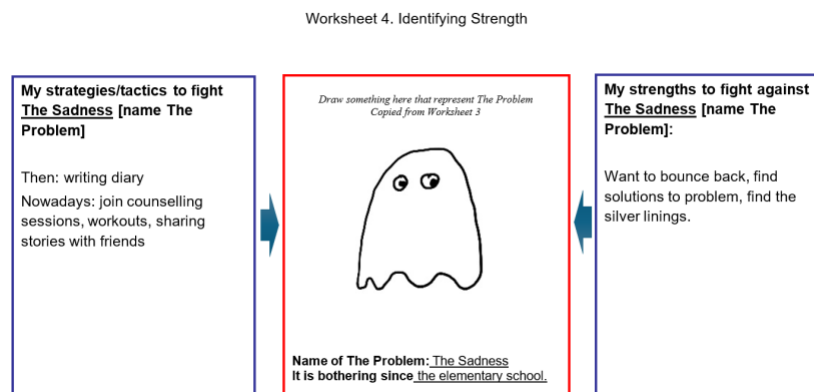 Worksheet 4. Identifying Strength
My strategies/tactics to fight
The Sadness [name The
Problem]
Then: writing diary
Nowadays: join counselling
sessions, workouts, sharing
stories with friends
Draw something here that represent The Problem
Copied from Worksheet 3
Name of The Problem: The Sadness
It is bothering since the elementary school.
My strengths to fight against
The Sadness [name The
Problem]:
Want to bounce back, find
solutions to problem, find the
silver linings.